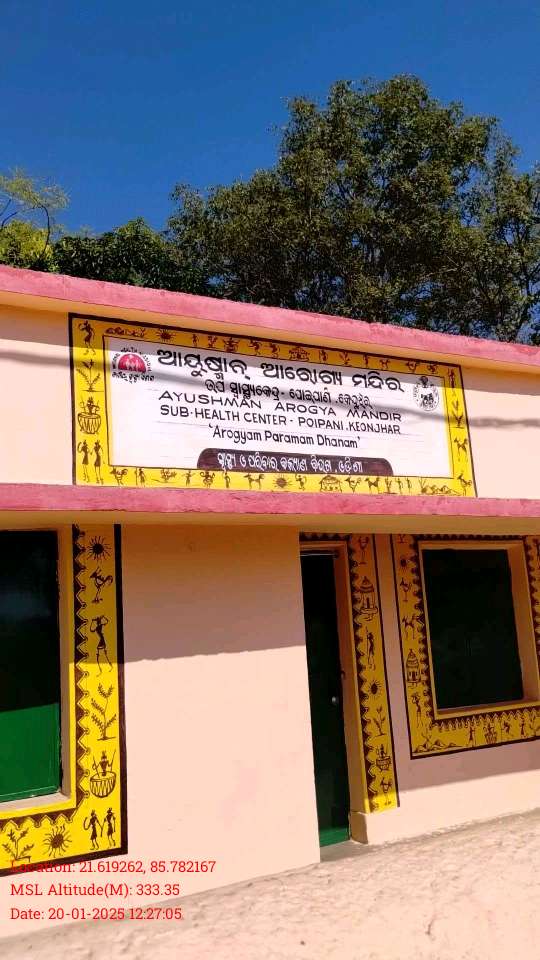 ଆୟୁଷ୍ମାନ୍ ଆରୋଗ୍ୟ ମନ୍ଦିର
ଉପ ସ୍ୱାସ୍ଥ୍ୟକେନ୍ଦ୍ର - ପୋଇପାଣି ,କେନ୍ଦୁଝର
AYUSHMAN AROGYA MANDIR
SUB-HEALTH CENTER - POIPANI, KEONJHAR
'Arogyam Paramam Dhanam'
ସ୍ୱାସ୍ଥ୍ୟ ଓ ପରିବାର କଲ୍ୟାଣ ବିଭାଗ ,ଓଡ଼ିଶା
Location: 21.619262, 85.782167
MSL Altitude(M): 333.35
Date: 20-01-2025 12:27:05